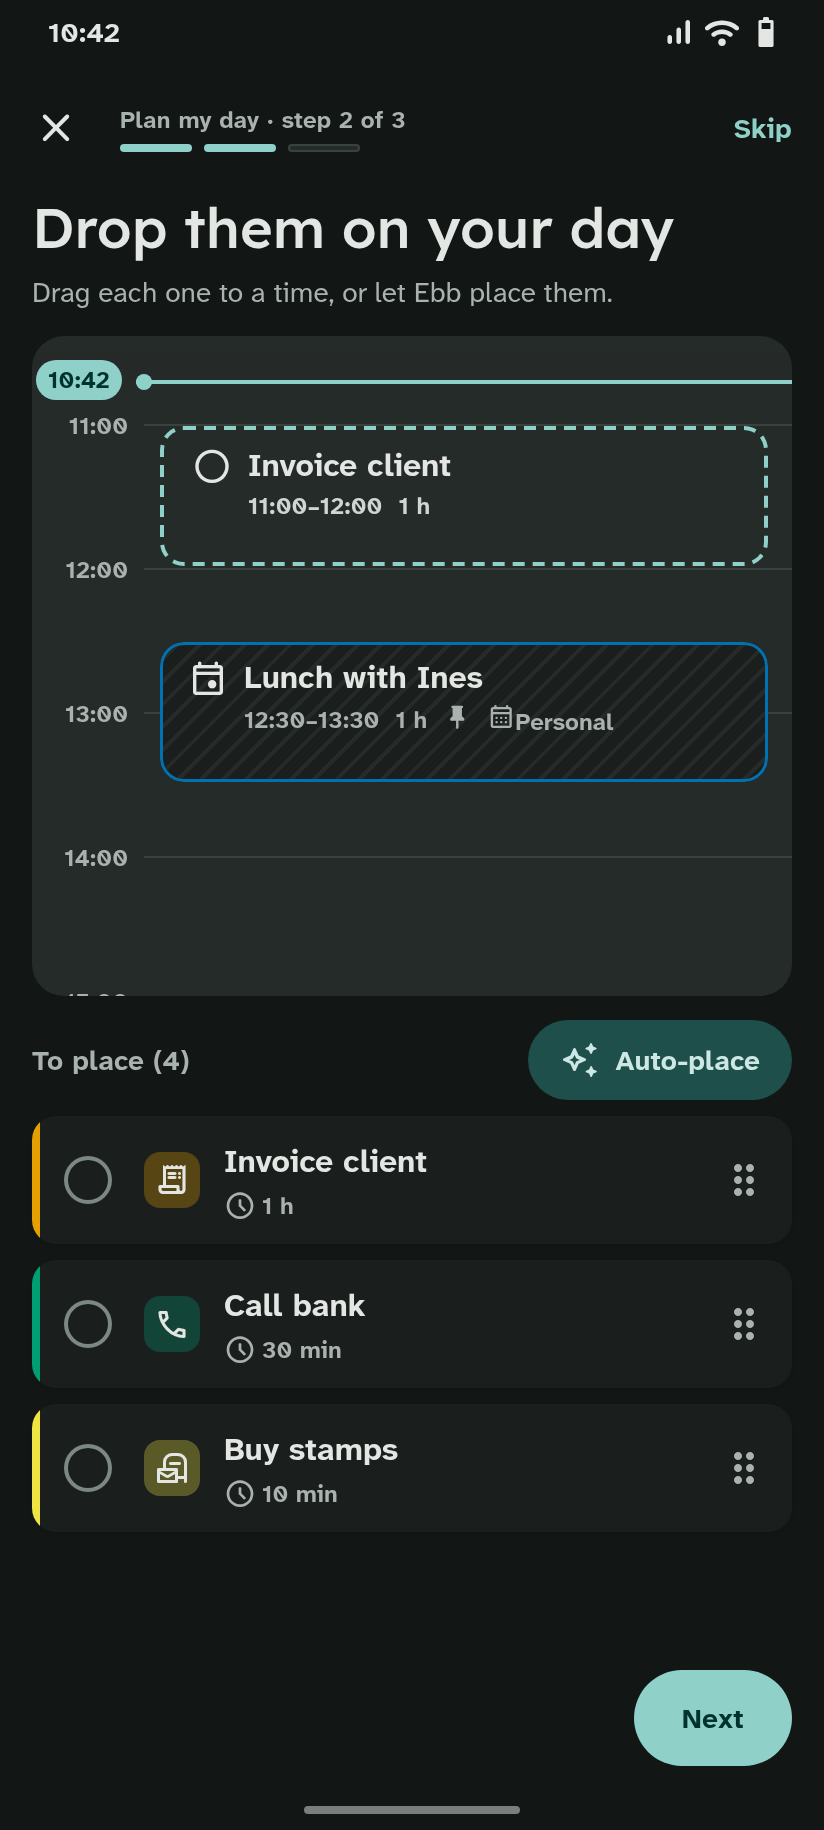 10:42
Plan my day · step 2 of 3
Skip
Drop them on your day
Drag each one to a time, or let Ebb place them.
10:42
11:00
Invoice client
11:00–12:00 1 h
12:00
Lunch with Ines
13:00
12:30–13:30 1 h Personal
14:00
To place (4)
Auto-place
Invoice client
1 h
Call bank
30 min
Buy stamps
10 min
Next